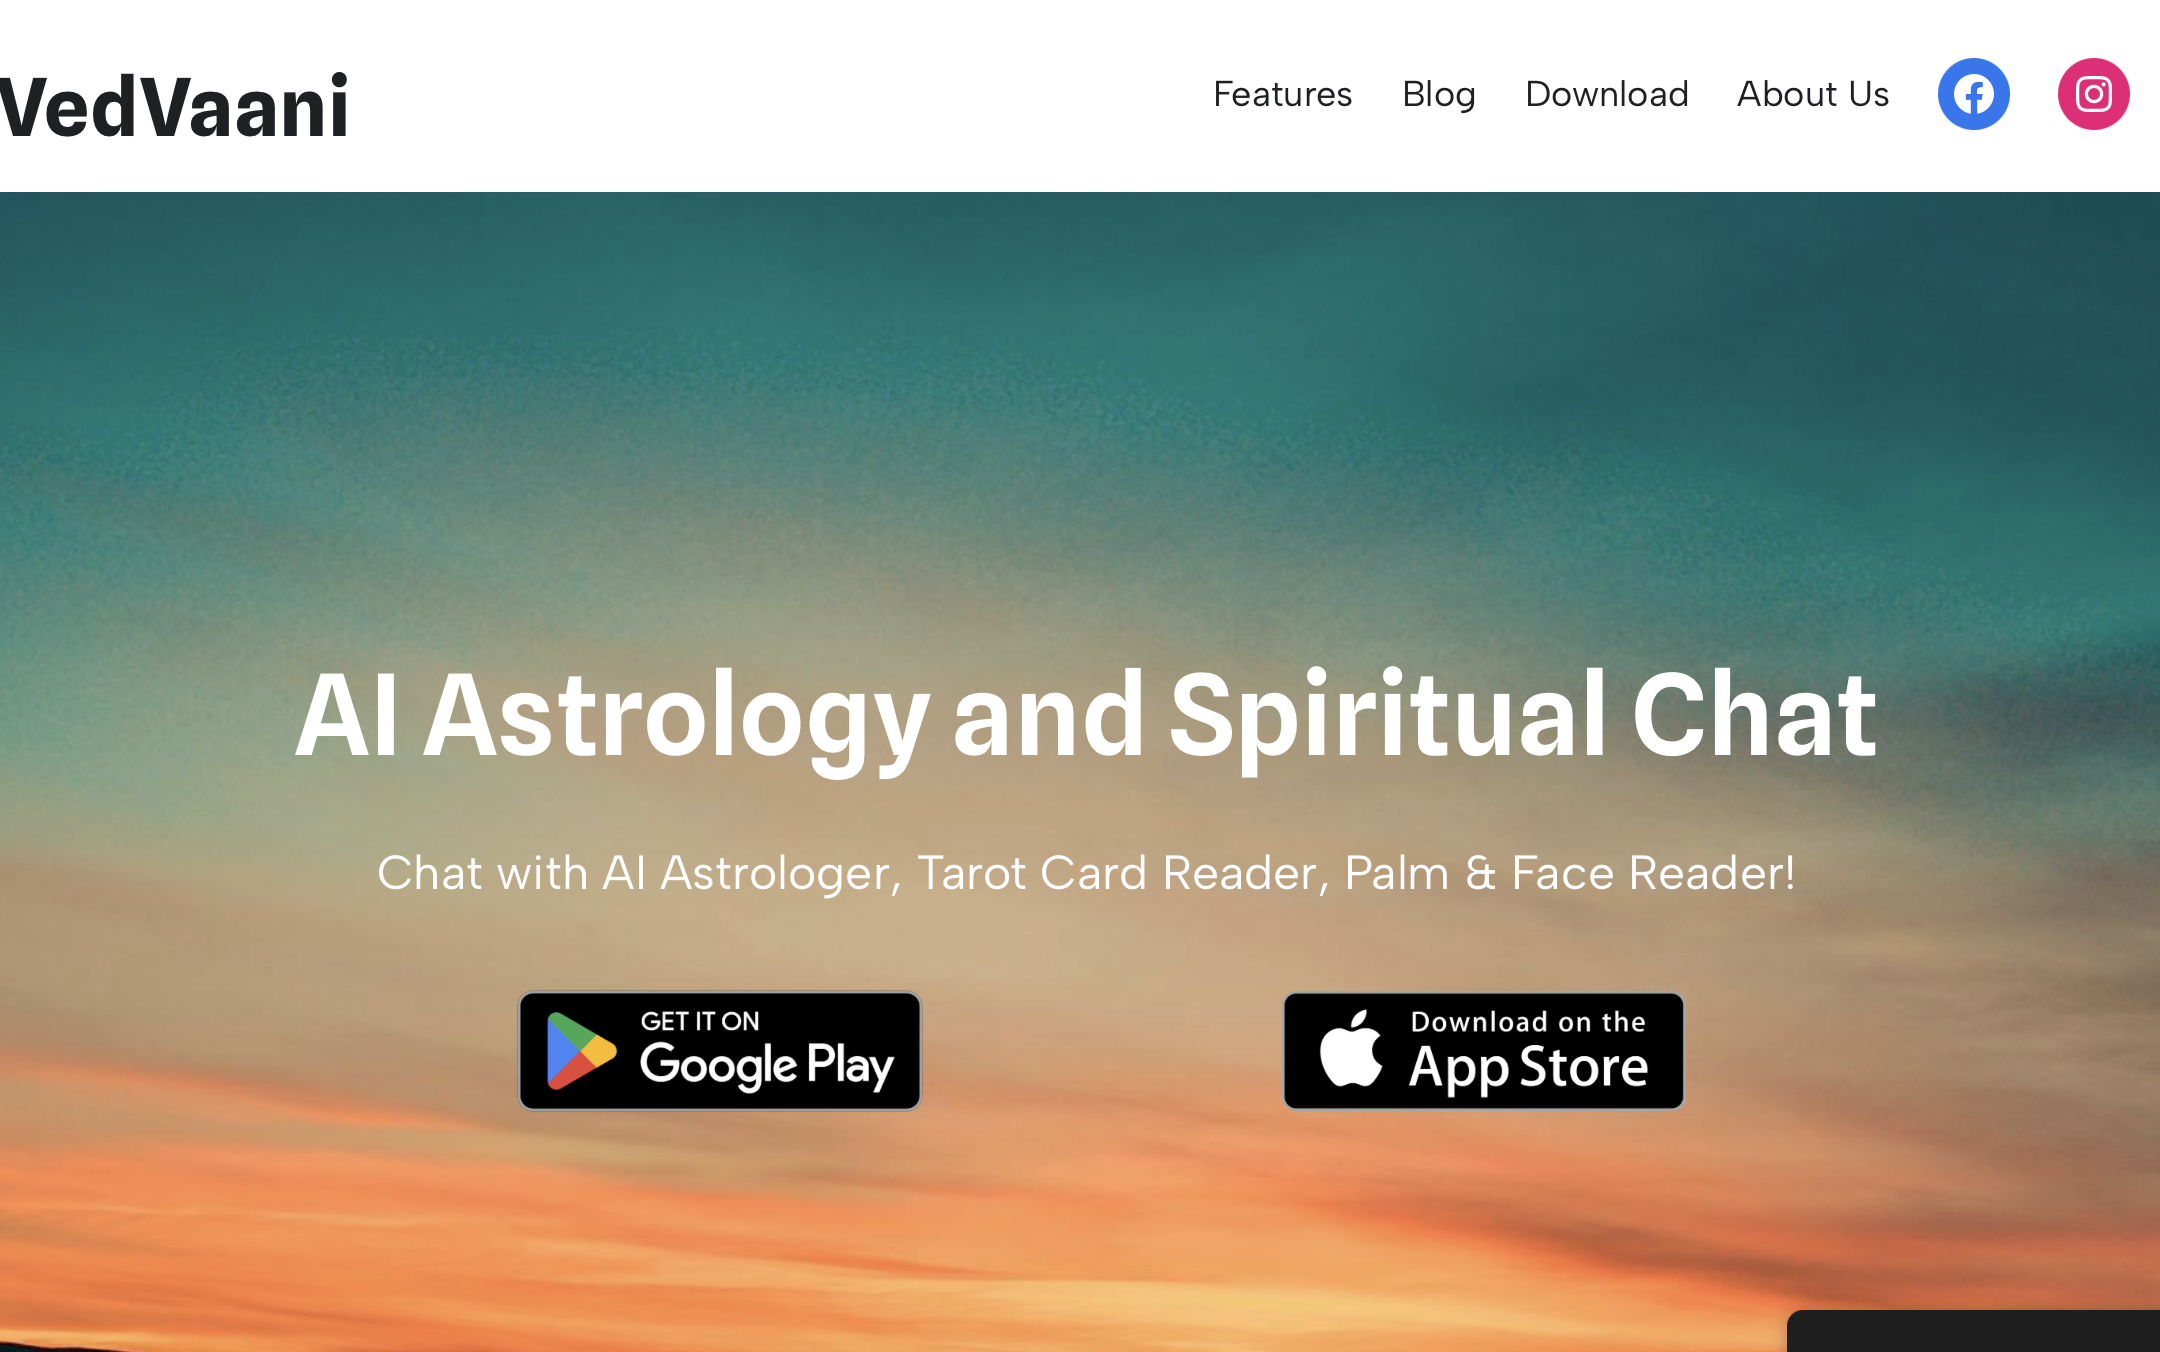 VedVaani
Features Blog Download About Us
AI Astrology and Spiritual Chat
Chat with AI Astrologer, Tarot Card Reader, Palm & Face Reader!
GET IT ON
Google Play
Download on the
App Store